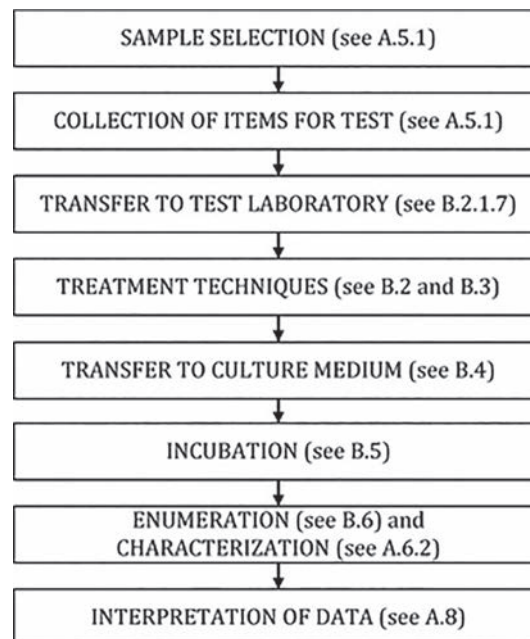 SAMPLE SELECTION (see A.5.1)
COLLECTION OF ITEMS FOR TEST (see A.5.1)
TRANSFER TO TEST LABORATORY (see B.2.1.7)
TREATMENT TECHNIQUES (see B.2 and B.3)
TRANSFER TO CULTURE MEDIUM (see B.4)
INCUBATION (see B.5)
ENUMERATION (see B.6) and
CHARACTERIZATION (see A.6.2)
INTERPRETATION OF DATA (see A.8)